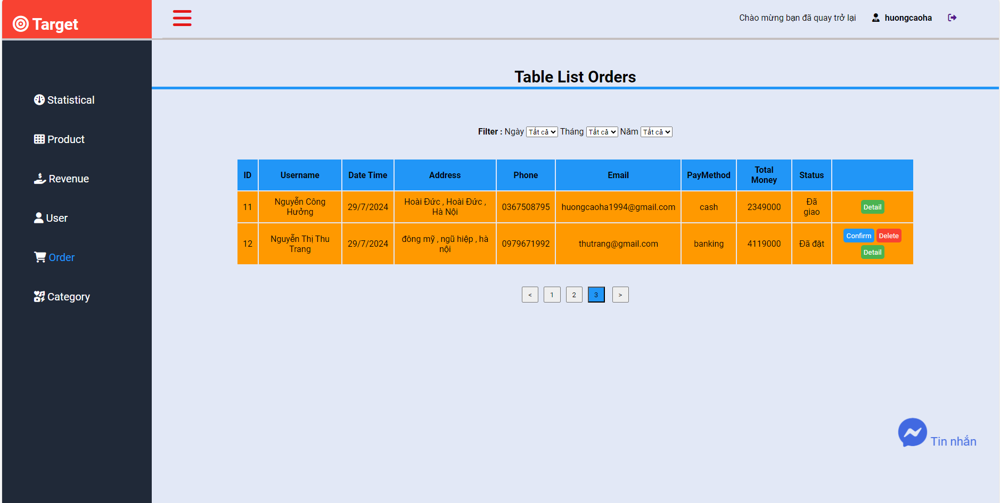 Target
Chào mừng bạn đã quay trở lại huongcaoha
Statistical
Product
Revenue
User
Order
Category
Table List Orders
Filter : Ngày Tất cả Tháng Tất cả Năm Tất cả
ID Username Date Time Address Phone Email PayMethod Total Money Status
11 Nguyễn Công Hưởng 29/7/2024 Hoài Đức , Hoài Đức , Hà Nội 0367508795 huongcaoha1994@gmail.com cash 2349000 Đã giao Detail
12 Nguyễn Thị Thu Trang 29/7/2024 đông mỹ , ngũ hiệp , hà nội 0979671992 thutrang@gmail.com banking 4119000 Đã đặt Confirm Delete Detail
< 1 2 3 >
Tin nhắn